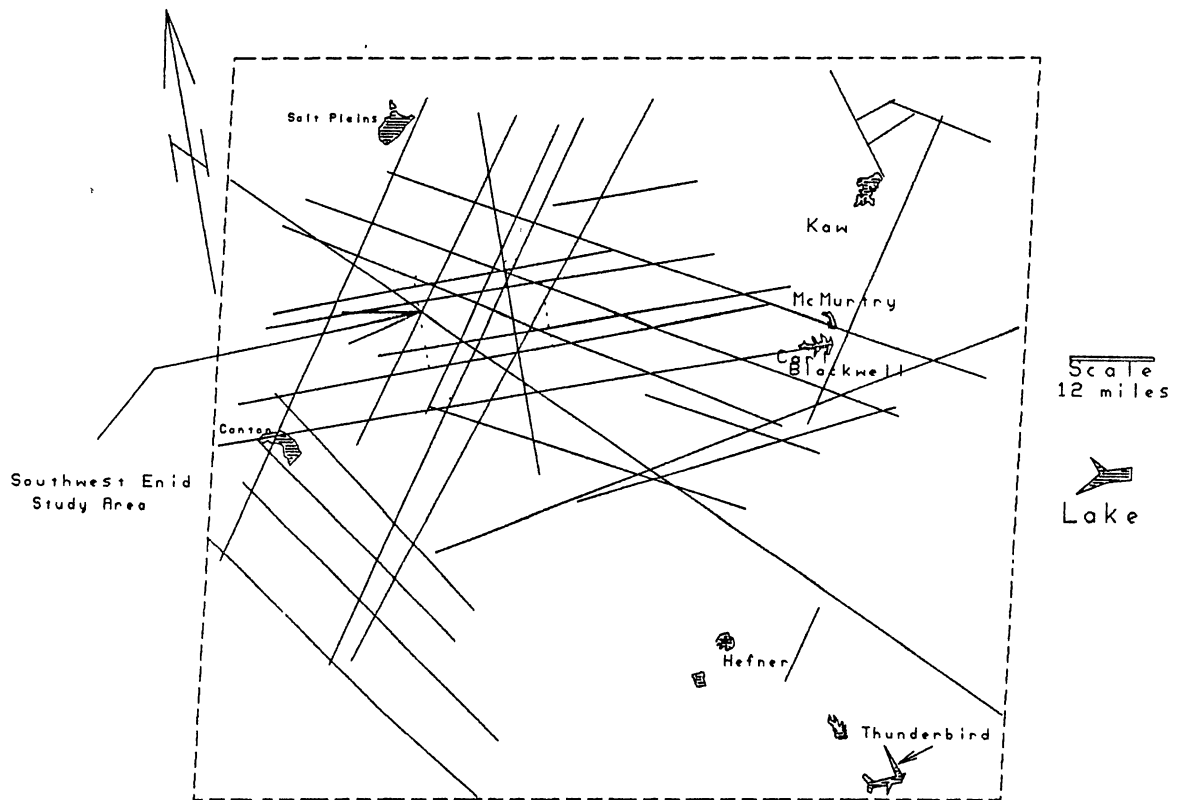 Salt Plains
Kaw
McMurtry
Carl
Blackwell
Scale
12 miles
Canton
Southwest Enid
Study Area
Lake
Hefner
Thunderbird
N